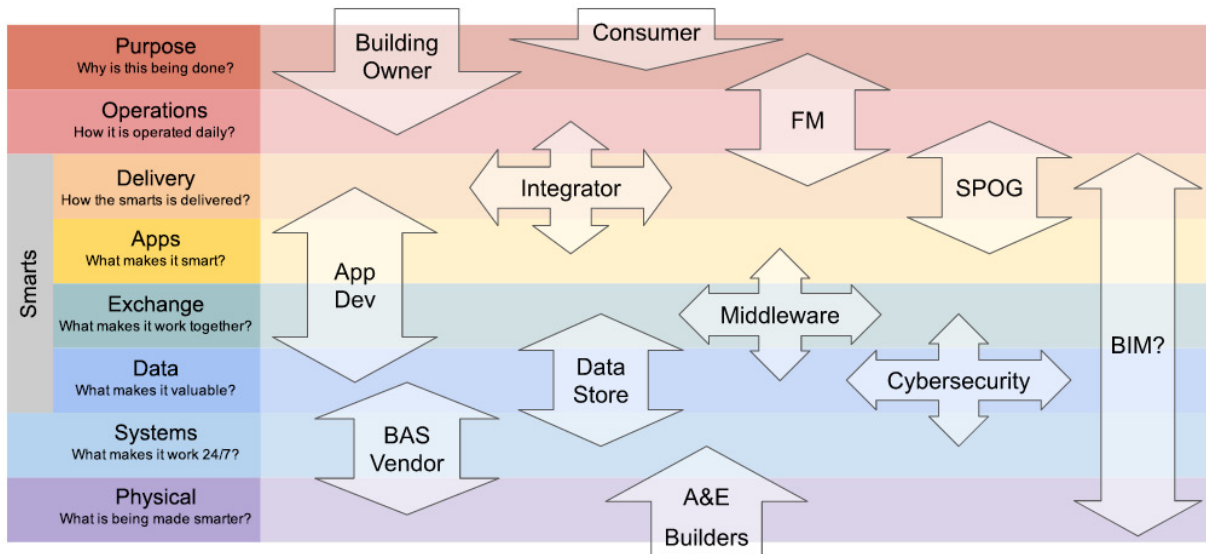 Purpose
Why is this being done?
Operations
How it is operated daily?
Smarts
Delivery
How the smarts is delivered?
Apps
What makes it smart?
Exchange
What makes it work together?
Data
What makes it valuable?
Systems
What makes it work 24/7?
Physical
What is being made smarter?
Building
Owner
Consumer
FM
Integrator
SPOG
App
Dev
Middleware
BIM?
Data
Store
Cybersecurity
BAS
Vendor
A&E
Builders